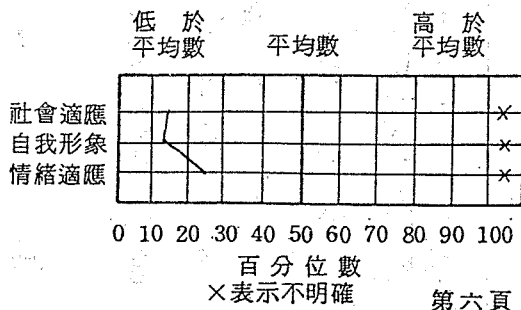 低於 高於
平均數 平均數 平均數
社會適應 ×
自我形象 ×
情緒適應 ×
0 10 20 30 40 50 60 70 80 90 100
百分位數
×表示不明確 第六頁